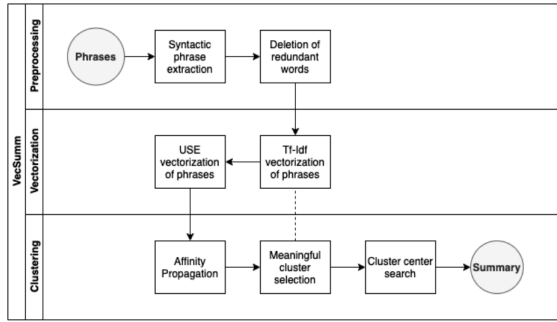 VecSumm
Preprocessing
Phrases
Syntactic
phrase
extraction
Deletion of
redundant
words
Vectorization
USE
vectorization
of phrases
Tf-Idf
vectorization
of phrases
Clustering
Affinity
Propagation
Meaningful
cluster
selection
Cluster center
search
Summary